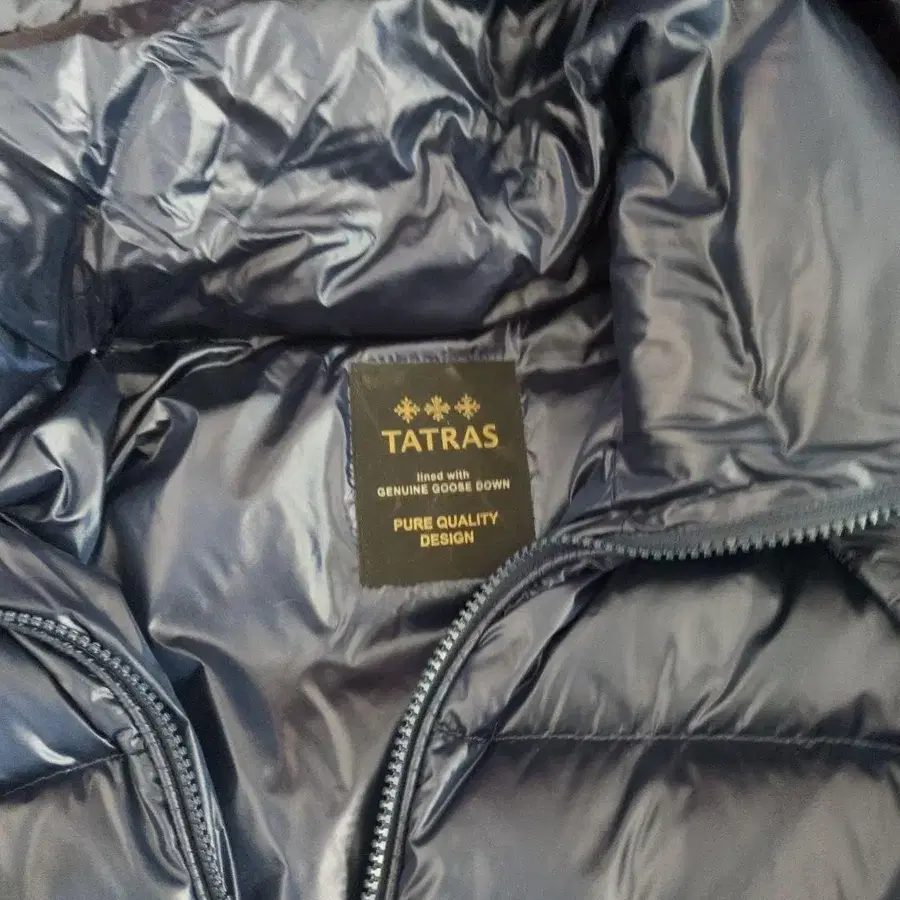 TATRAS
lined with
GENUINE GOOSE DOWN
PURE QUALITY
DESIGN